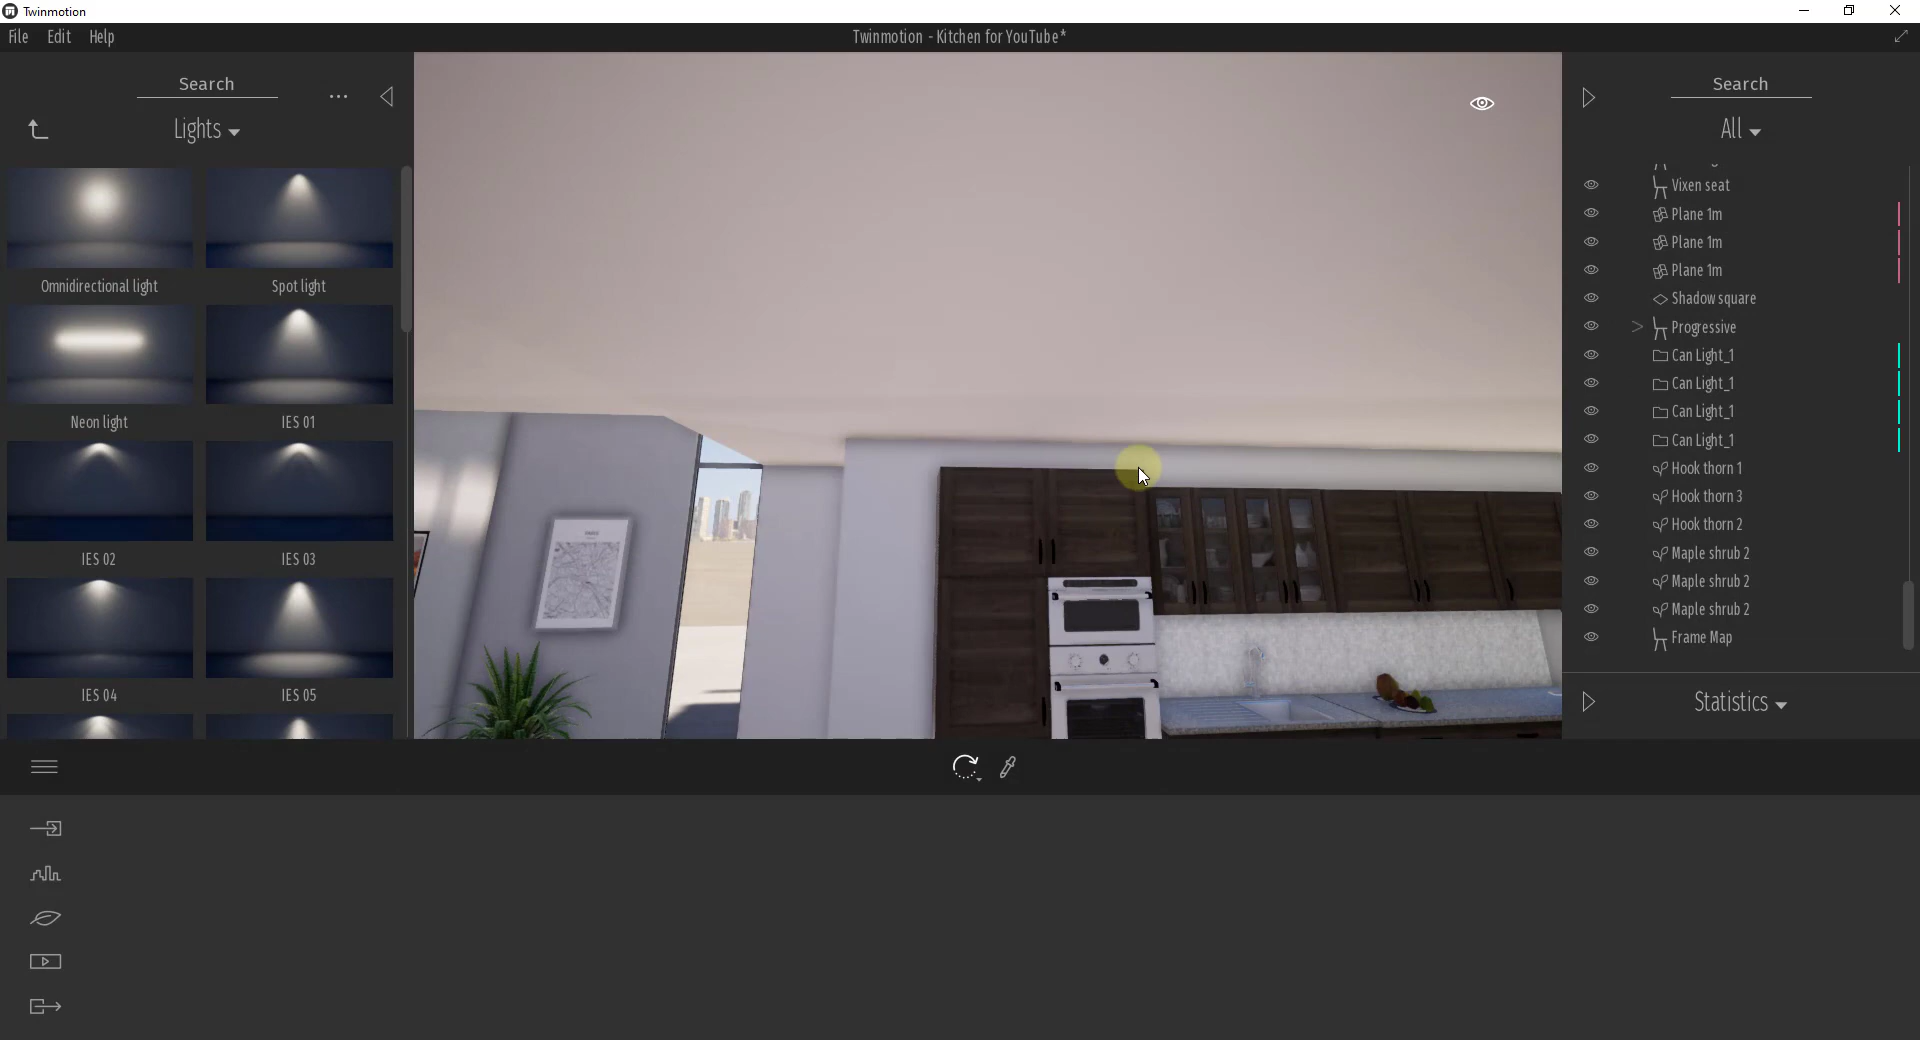 Twinmotion
File Edit Help
Twinmotion - Kitchen for YouTube*
Search
Lights
Omnidirectional light
Spot light
Neon light
IES 01
IES 02
IES 03
IES 04
IES 05
Search
All
Vixen seat
Plane 1m
Plane 1m
Plane 1m
Shadow square
Progressive
Can Light_1
Can Light_1
Can Light_1
Can Light_1
Hook thorn 1
Hook thorn 3
Hook thorn 2
Maple shrub 2
Maple shrub 2
Maple shrub 2
Frame Map
Statistics